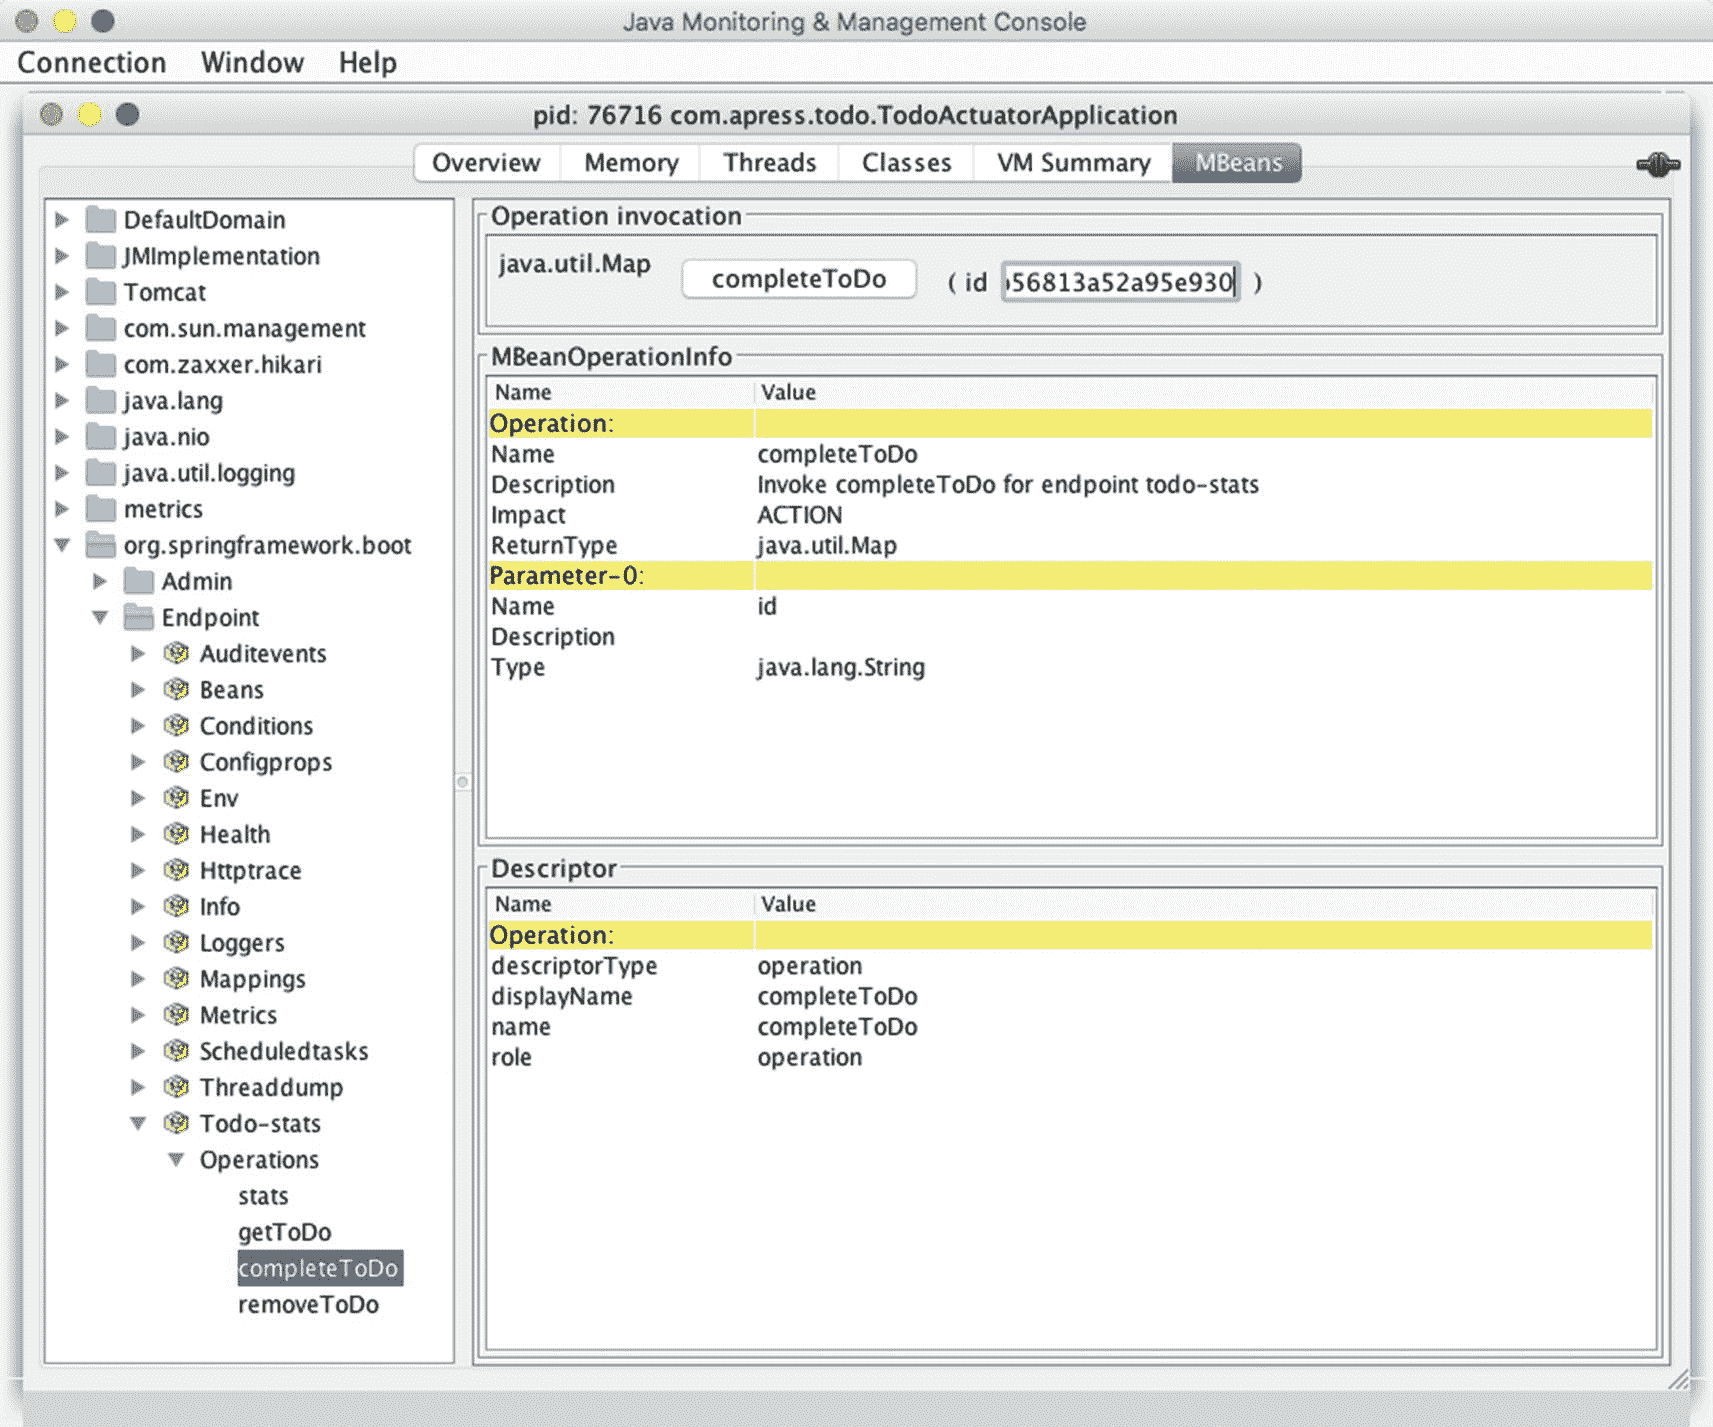 Java Monitoring & Management Console
Connection Window Help
pid: 76716 com.apress.todo.TodoActuatorApplication
Overview Memory Threads Classes VM Summary MBeans
DefaultDomain
JMImplementation
Tomcat
com.sun.management
com.zaxxer.hikari
java.lang
java.nio
java.util.logging
metrics
org.springframework.boot
Admin
Endpoint
Auditevents
Beans
Conditions
Configprops
Env
Health
Httptrace
Info
Loggers
Mappings
Metrics
Scheduledtasks
Threaddump
Todo-stats
Operations
stats
getToDo
completeToDo
removeToDo
Operation invocation
java.util.Map completeToDo ( id 56813a52a95e930 )
MBeanOperationInfo
Name Value
Operation:
Name completeToDo
Description Invoke completeToDo for endpoint todo-stats
Impact ACTION
ReturnType java.util.Map
Parameter-0:
Name id
Description
Type java.lang.String
Descriptor
Name Value
Operation:
descriptorType operation
displayName completeToDo
name completeToDo
role operation